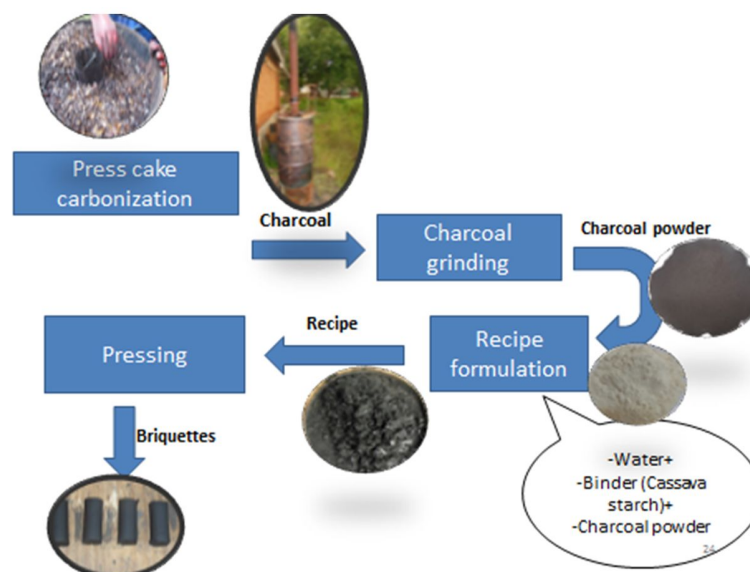 Press cake
carbonization
Charcoal
Charcoal
grinding
Charcoal powder
Recipe
formulation
Recipe
Pressing
Briquettes
-Water+
-Binder (Cassava
starch)+
-Charcoal powder
24